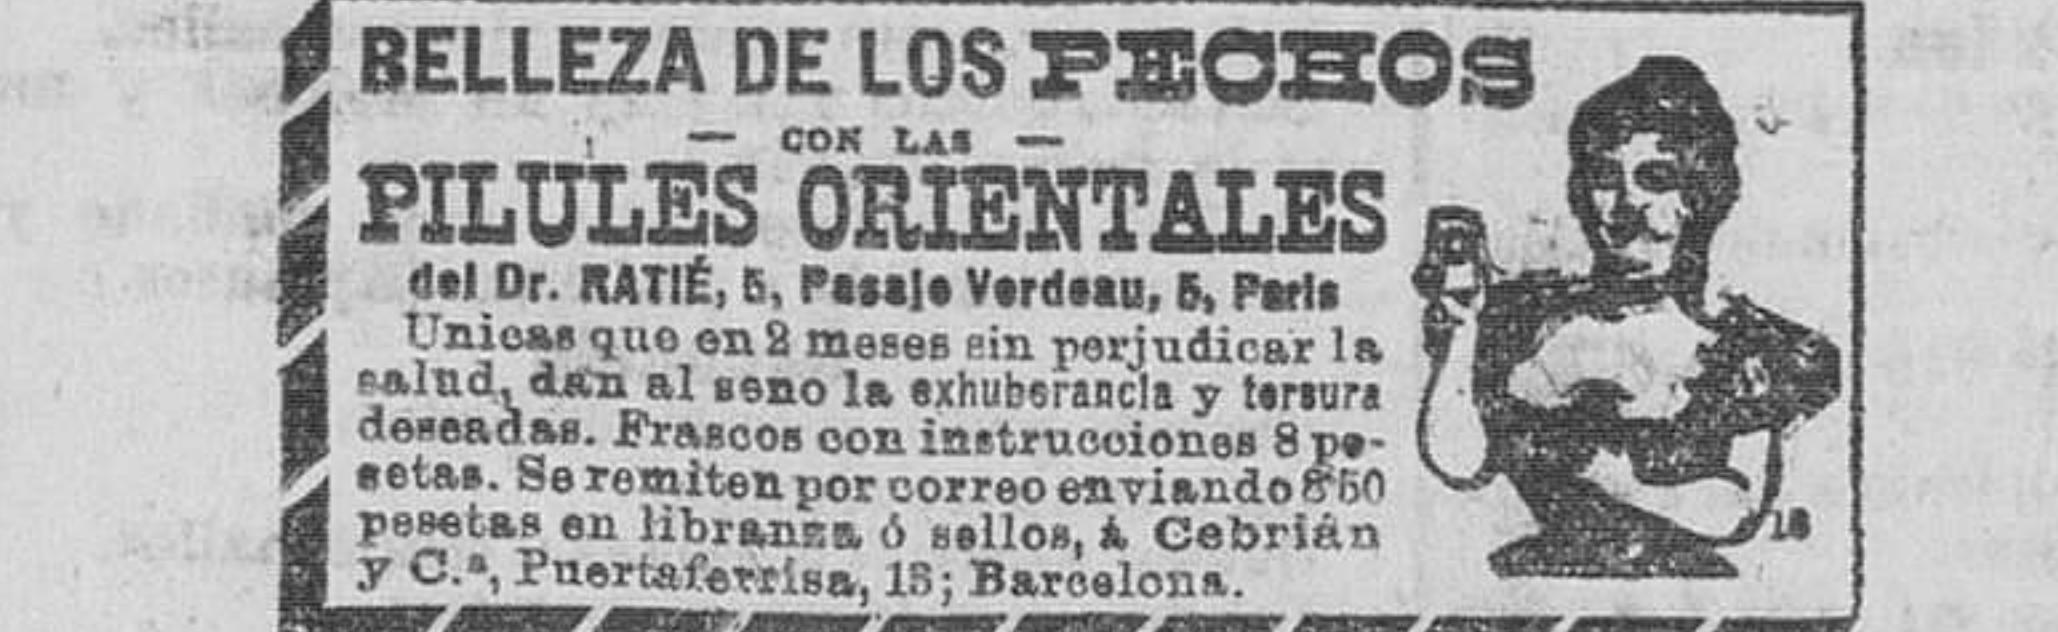 BELLEZA DE LOS PECHOS
— CON LAS —
PILULES ORIENTALES
del Dr. RATIÉ, 5, Pasaje Verdeau, 5, Paris
Unicas que en 2 meses sin perjudicar la
salud, dan al seno la exhuberancia y tersura
deseadas. Frascos con instrucciones 8 pe-
setas. Se remiten por correo enviando 8'50
pesetas en libranza ó sellos, á Cebrián
y C.ª, Puertaferrisa, 18; Barcelona.
18